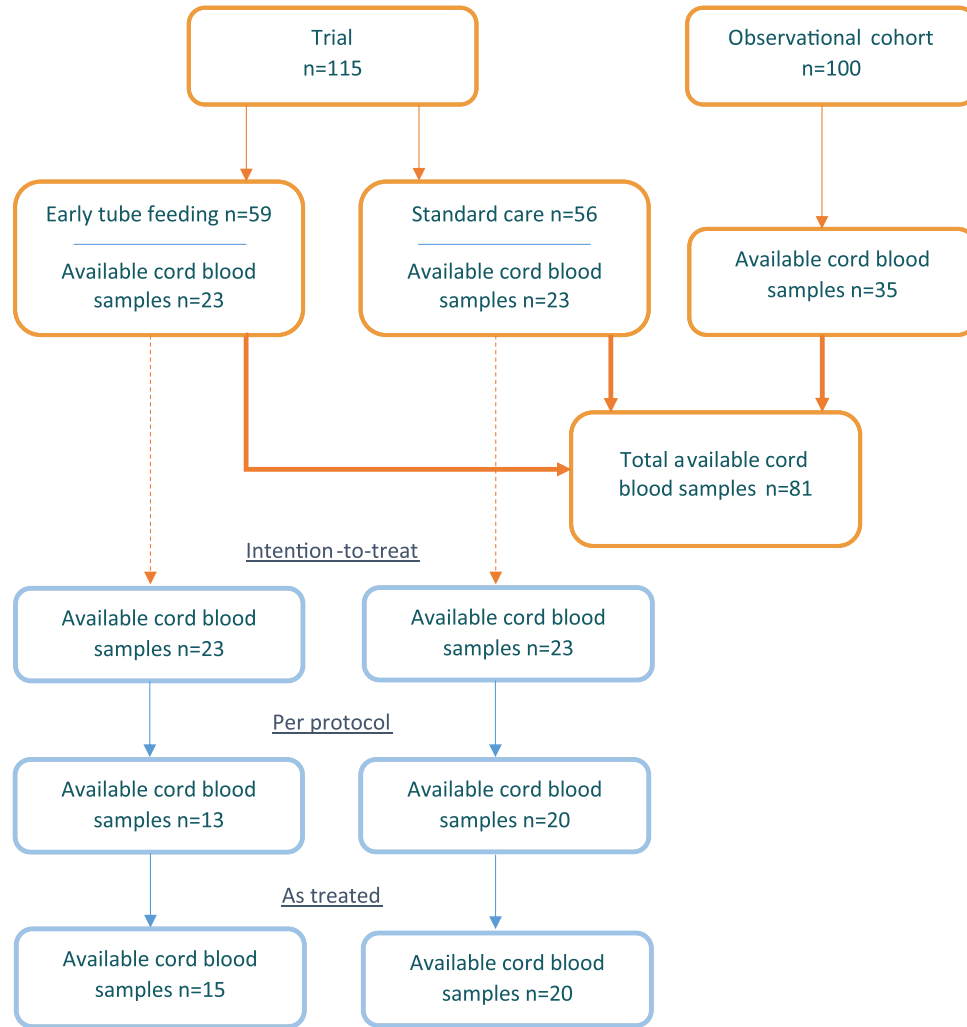 Trial
n=115
Observational cohort
n=100
Early tube feeding n=59
Available cord blood
samples n=23
Standard care n=56
Available cord blood
samples n=23
Available cord blood
samples n=35
Total available cord
blood samples n=81
Intention-to-treat
Available cord blood
samples n=23
Available cord blood
samples n=23
Per protocol
Available cord blood
samples n=13
Available cord blood
samples n=20
As treated
Available cord blood
samples n=15
Available cord blood
samples n=20